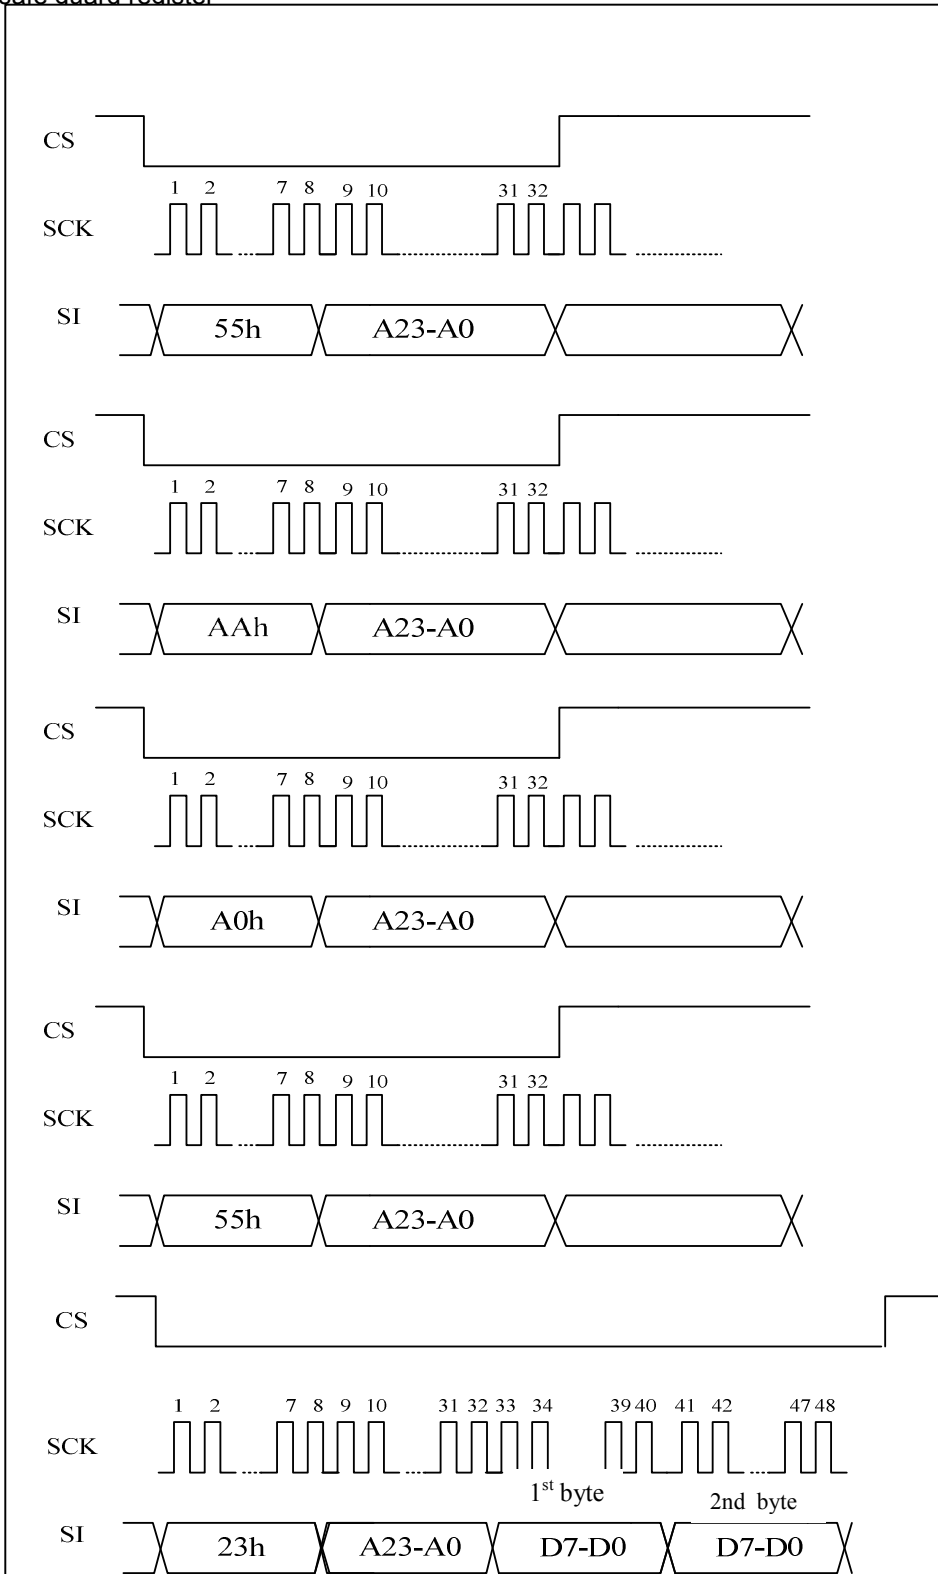 safe guard register
CS
1 2 7 8 9 10 31 32
SCK
SI 55h A23-A0
CS
1 2 7 8 9 10 31 32
SCK
SI AAh A23-A0
CS
1 2 7 8 9 10 31 32
SCK
SI A0h A23-A0
CS
1 2 7 8 9 10 31 32
SCK
SI 55h A23-A0
CS
1 2 7 8 9 10 31 32 33 34 39 40 41 42 47 48
SCK
1st byte 2nd byte
SI 23h A23-A0 D7-D0 D7-D0